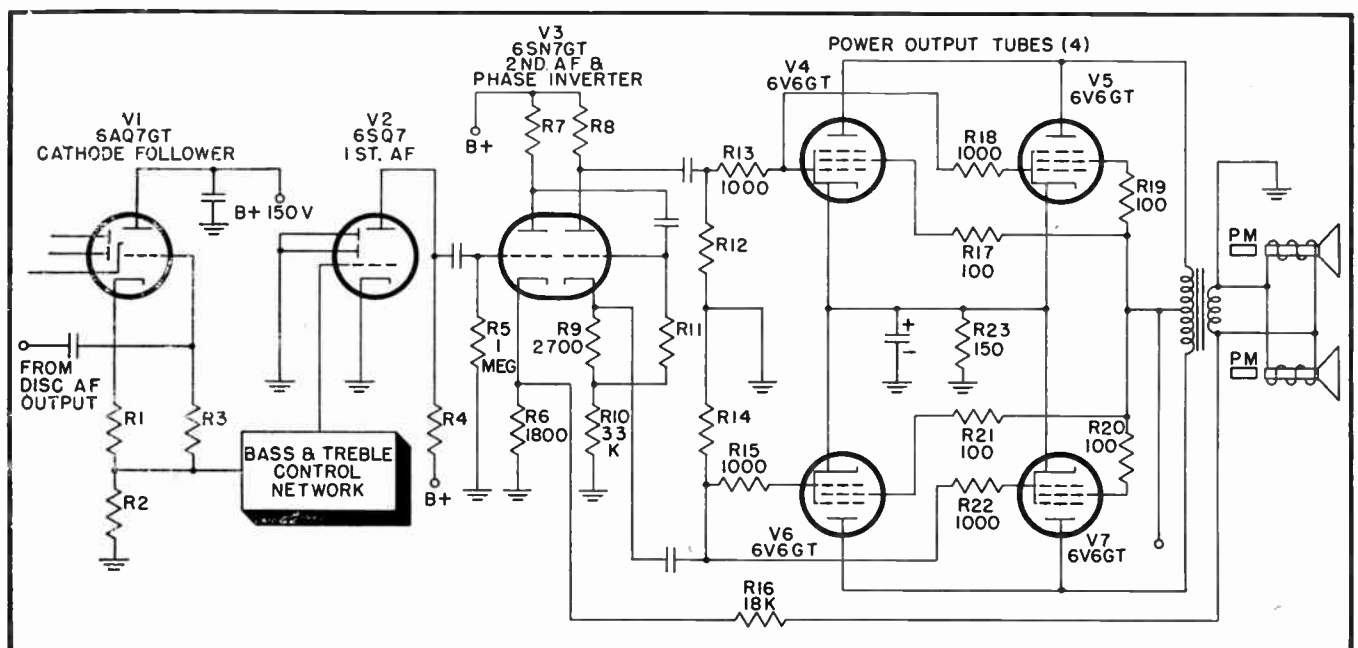 V1
6AQ7GT
CATHODE FOLLOWER
B+ 150 V
FROM
DISC AF
OUTPUT
R1
R2
R3
V2
6SQ7
1 ST. AF
BASS & TREBLE
CONTROL
NETWORK
R4
B+
V3
6SN7GT
2ND. AF &
PHASE INVERTER
B+
R7
R8
R5
1
MEG
R6
1800
R9
2700
R10
33
K
R11
R12
R13
1000
R14
R15
1000
R16
18K
POWER OUTPUT TUBES (4)
V4
6V6GT
V5
6V6GT
R18
1000
R19
100
R17
100
+
-
R23
150
R21
100
R20
100
R22
1000
V6
6V6GT
V7
6V6GT
PM
PM